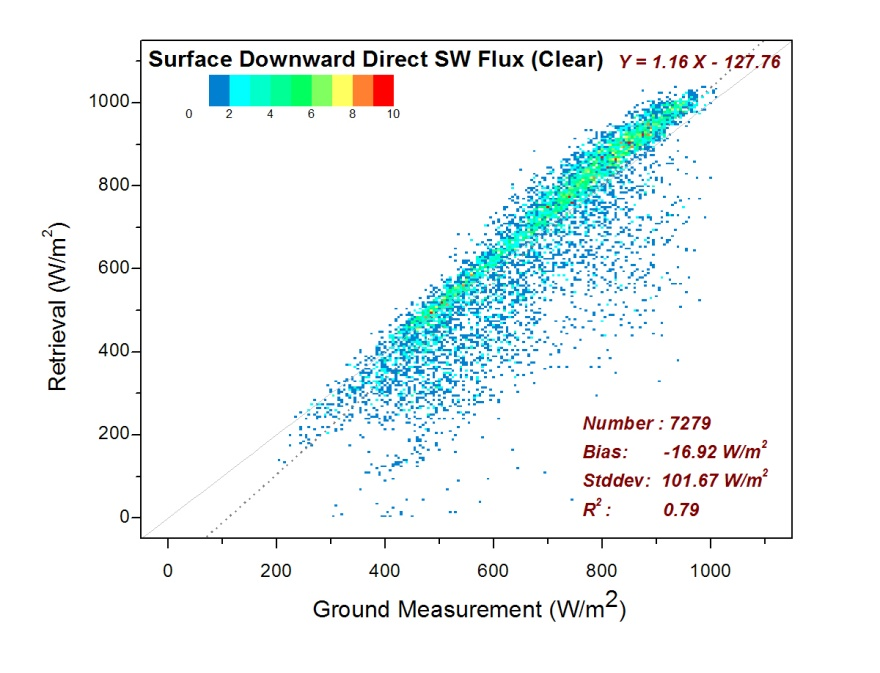 Surface Downward Direct SW Flux (Clear) Y = 1.16 X - 127.76
0 2 4 6 8 10
1000
800
600
400
200
0
Retrieval (W/m²)
Number : 7279
Bias: -16.92 W/m²
Stddev: 101.67 W/m²
R² : 0.79
0 200 400 600 800 1000
Ground Measurement (W/m²)